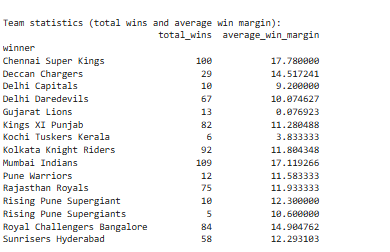 Team statistics (total wins and average win margin):
total_wins average_win_margin
winner
Chennai Super Kings 100 17.780000
Deccan Chargers 29 14.517241
Delhi Capitals 10 9.200000
Delhi Daredevils 67 10.074627
Gujarat Lions 13 0.076923
Kings XI Punjab 82 11.280488
Kochi Tuskers Kerala 6 3.833333
Kolkata Knight Riders 92 11.804348
Mumbai Indians 109 17.119266
Pune Warriors 12 11.583333
Rajasthan Royals 75 11.933333
Rising Pune Supergiant 10 12.300000
Rising Pune Supergiants 5 10.600000
Royal Challengers Bangalore 84 14.904762
Sunrisers Hyderabad 58 12.293103